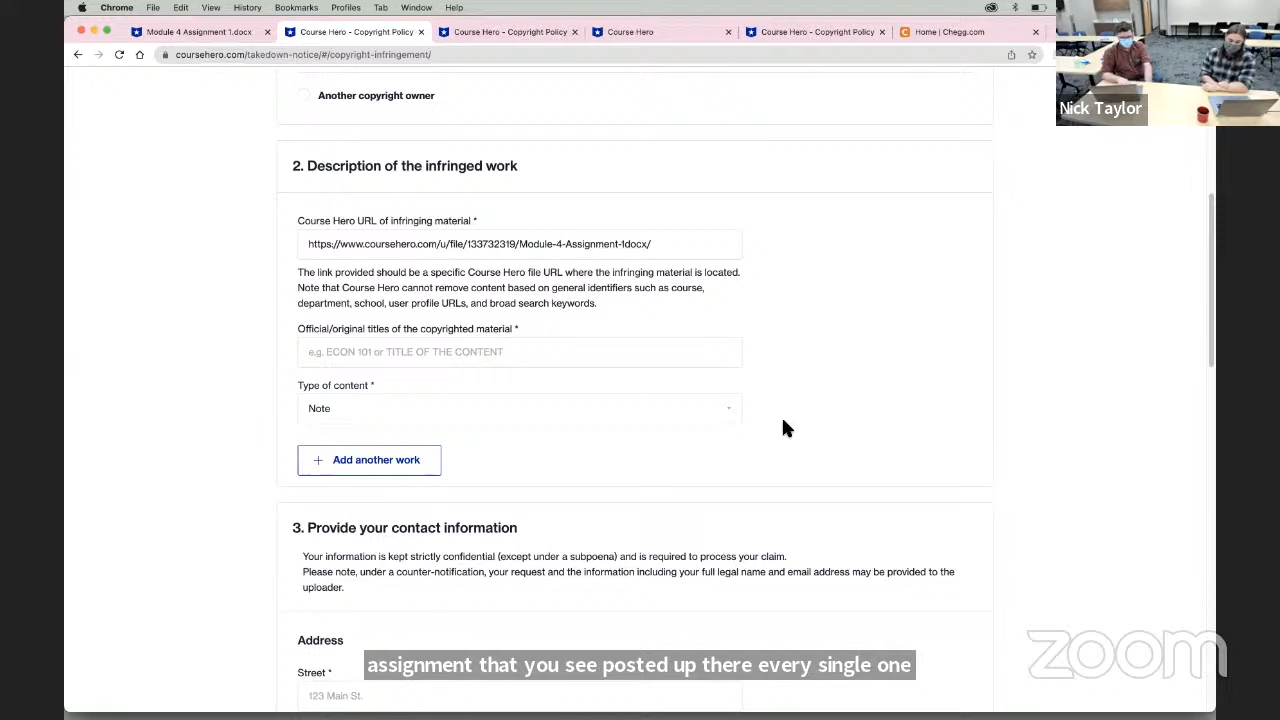 Chrome File Edit View History Bookmarks Profiles Tab Window Help
Module 4 Assignment 1.docx
Course Hero - Copyright Policy
Course Hero - Copyright Policy
Course Hero
Course Hero - Copyright Policy
Home | Chegg.com
coursehero.com/takedown-notice/#/copyright-infringement/
Nick Taylor
Another copyright owner
2. Description of the infringed work
Course Hero URL of infringing material *
https://www.coursehero.com/u/file/133732319/Module-4-Assignment-1docx/
The link provided should be a specific Course Hero file URL where the infringing material is located.
Note that Course Hero cannot remove content based on general identifiers such as course,
department, school, user profile URLs, and broad search keywords.
Official/original titles of the copyrighted material *
e.g. ECON 101 or TITLE OF THE CONTENT
Type of content *
Note
+ Add another work
3. Provide your contact information
Your information is kept strictly confidential (except under a subpoena) and is required to process your claim.
Please note, under a counter-notification, your request and the information including your full legal name and email address may be provided to the
uploader.
Address
Street *
123 Main St.
assignment that you see posted up there every single one
zoom